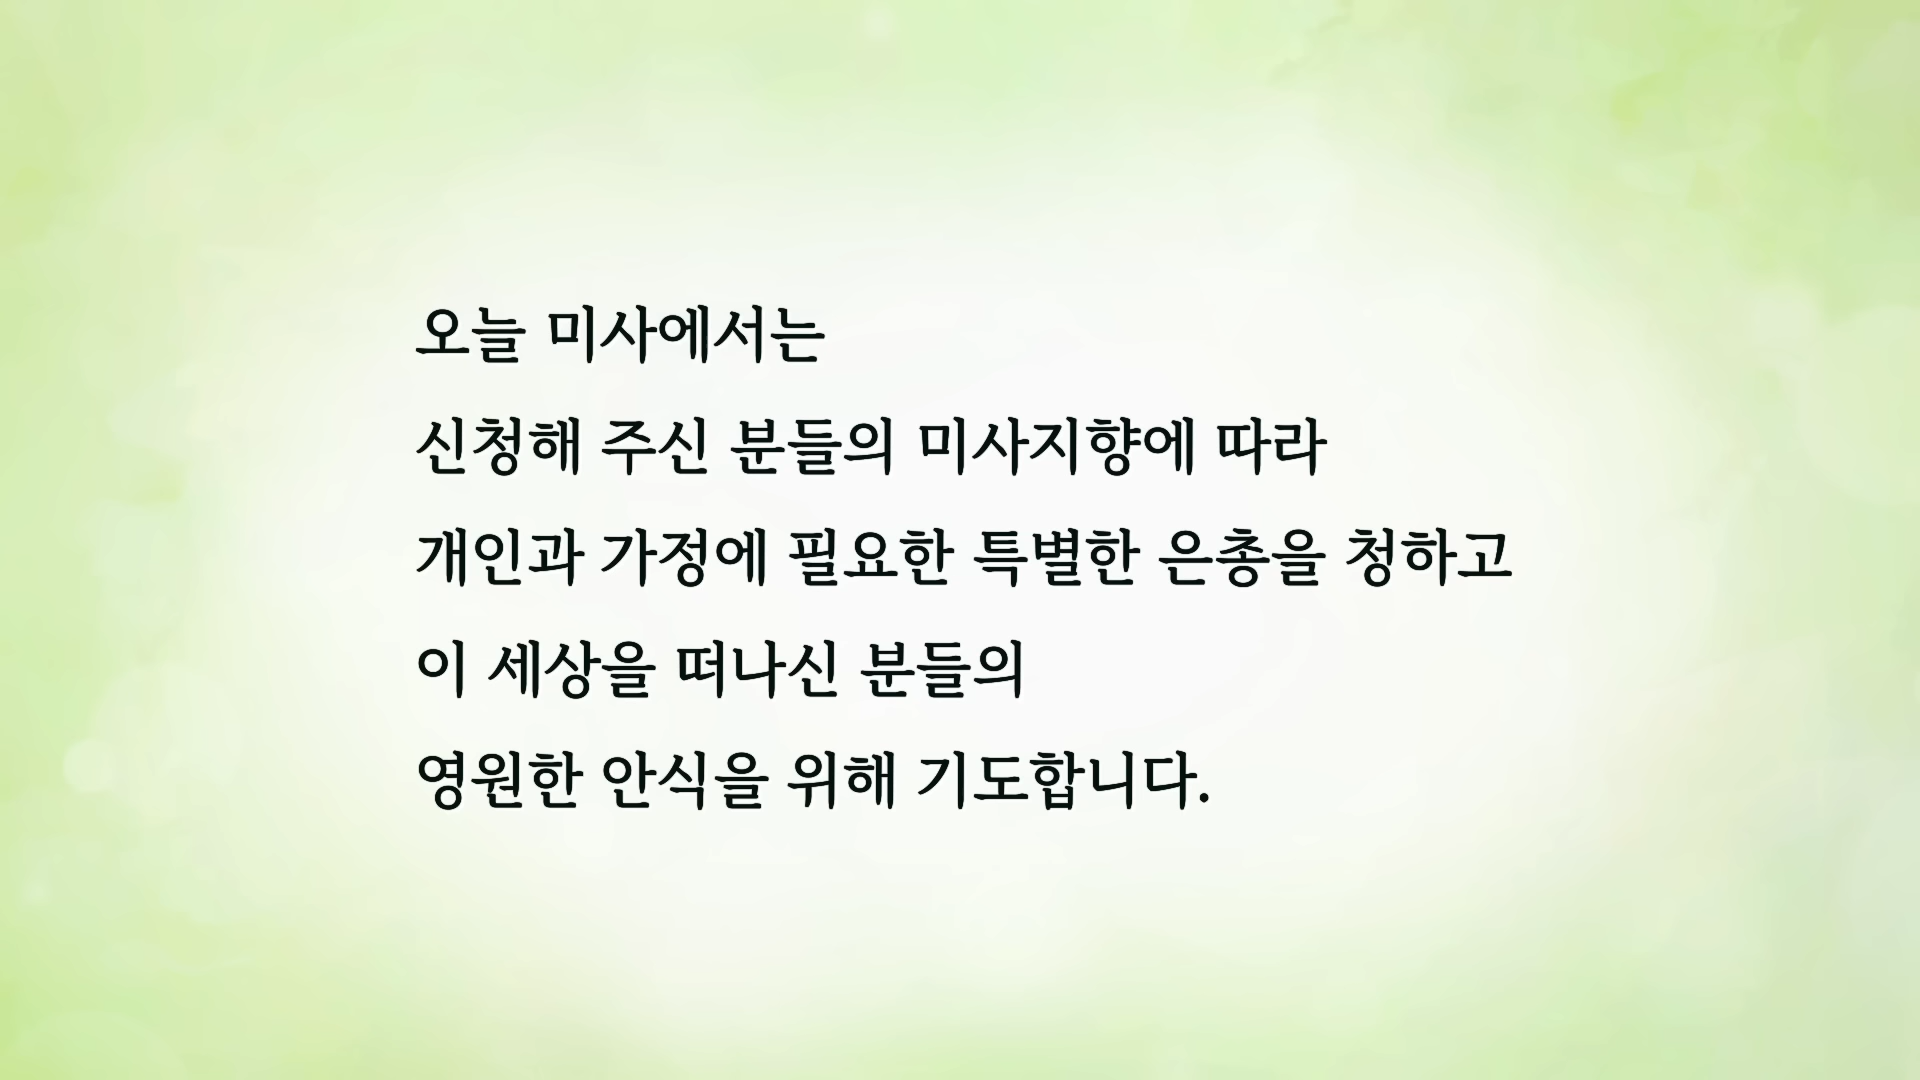 오늘 미사에서는
신청해 주신 분들의 미사지향에 따라
개인과 가정에 필요한 특별한 은총을 청하고
이 세상을 떠나신 분들의
영원한 안식을 위해 기도합니다.